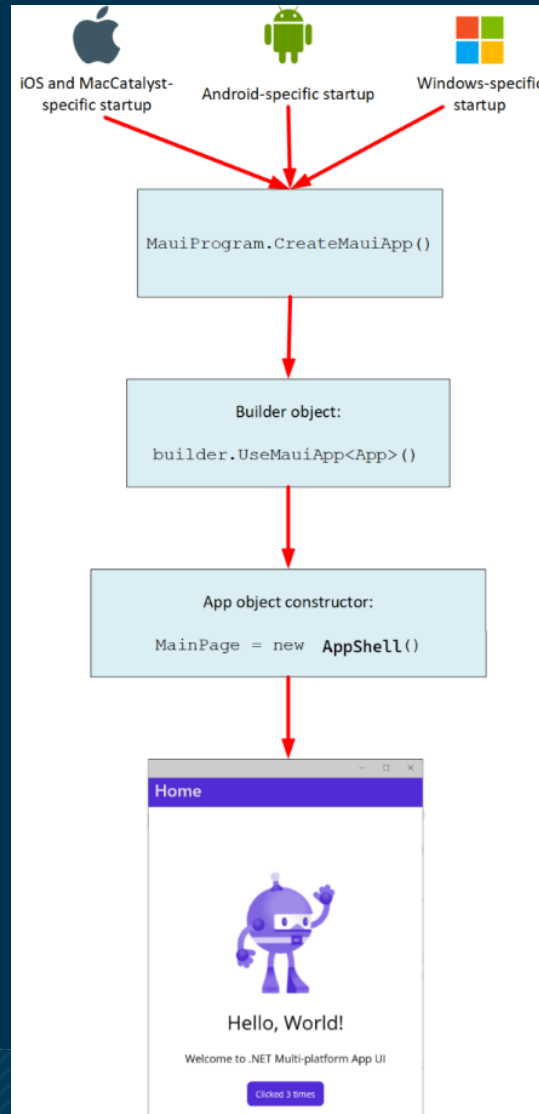 iOS and MacCatalyst-
specific startup
Android-specific startup
Windows-specific
startup
MauiProgram.CreateMauiApp()
Builder object:
builder.UseMauiApp<App>()
App object constructor:
MainPage = new AppShell()
Home
Hello, World!
Welcome to .NET Multi-platform App UI
Clicked 3 times